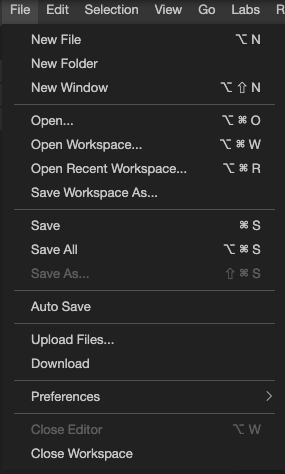 File Edit Selection View Go Labs R
New File ⌥ N
New Folder
New Window ⌥ ⇧ N
Open... ⌥ ⌘ O
Open Workspace... ⌥ ⌘ W
Open Recent Workspace... ⌥ ⌘ R
Save Workspace As...
Save ⌘ S
Save All ⌥ ⌘ S
Save As... ⇧ ⌘ S
Auto Save
Upload Files...
Download
Preferences
Close Editor ⌥ W
Close Workspace